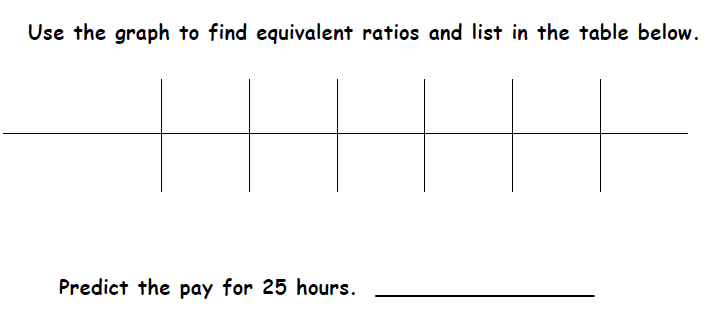 Use the graph to find equivalent ratios and list in the table below.
Predict the pay for 25 hours.